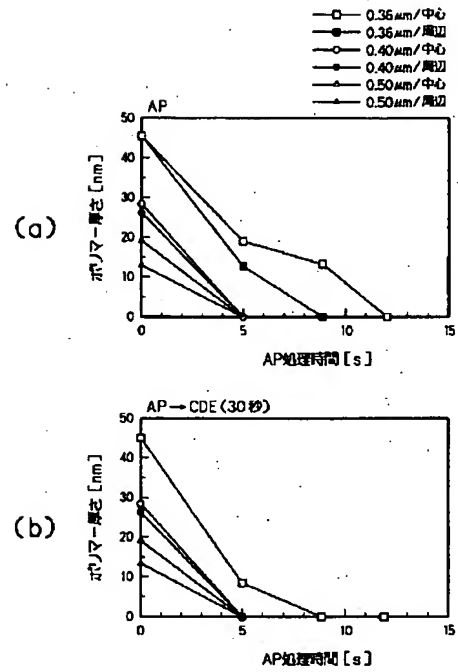 0.36μm/中心
0.36μm/周辺
0.40μm/中心
0.40μm/周辺
0.50μm/中心
0.50μm/周辺
AP
(a)
ポリマー厚さ [nm]
50
40
30
20
10
0
0 5 10 15
AP処理時間 [s]
AP→CDE (30秒)
(b)
ポリマー厚さ [nm]
50
40
30
20
10
0
0 5 10 15
AP処理時間 [s]